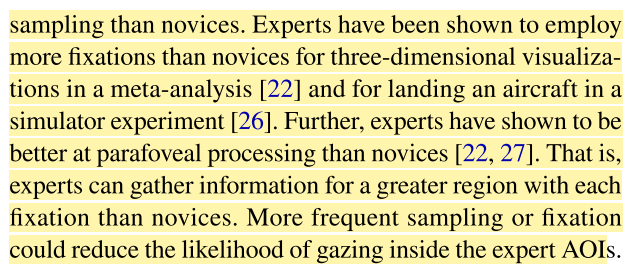 sampling than novices. Experts have been shown to employ
more fixations than novices for three-dimensional visualiza-
tions in a meta-analysis [22] and for landing an aircraft in a
simulator experiment [26]. Further, experts have shown to be
better at parafoveal processing than novices [22, 27]. That is,
experts can gather information for a greater region with each
fixation than novices. More frequent sampling or fixation
could reduce the likelihood of gazing inside the expert AOIs.